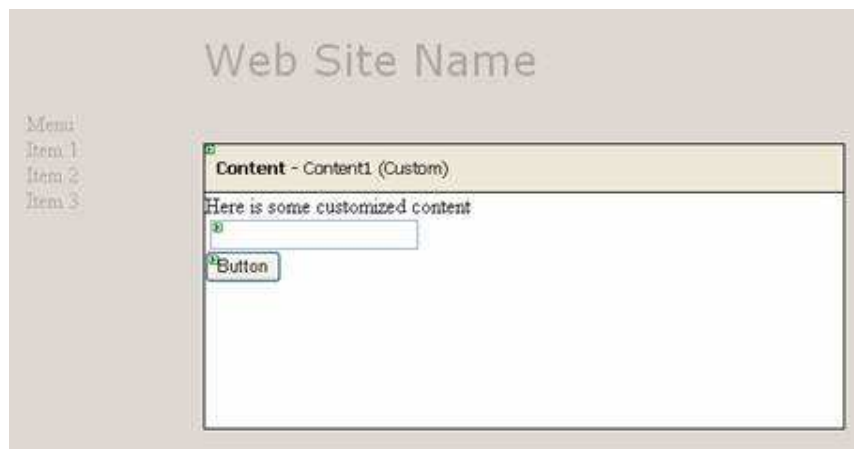 Web Site Name
Menu
Item 1
Item 2
Item 3
Content - Content1 (Custom)
Here is some customized content
Button